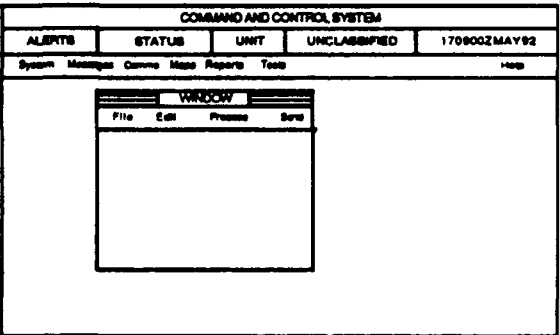 COMMAND AND CONTROL SYSTEM
ALERTS STATUS UNIT UNCLASSIFIED 170900ZMAY92
System Messages Comms Maps Reports Tools Help
WINDOW
File Edit Process Send